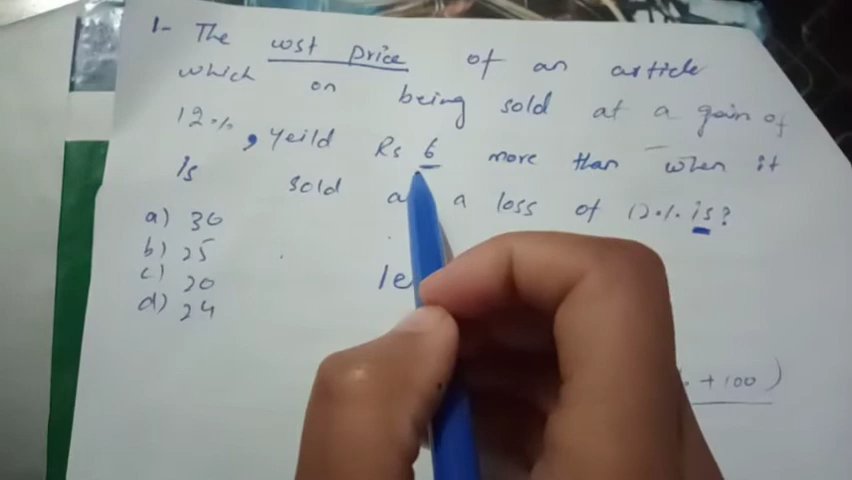 1- The cost price of an article
which on being sold at a gain of
12%, yeild Rs 6 more than when it
is sold a a loss of 12% is?
a) 30
b) 25
c) 20
d) 24
le
+100)